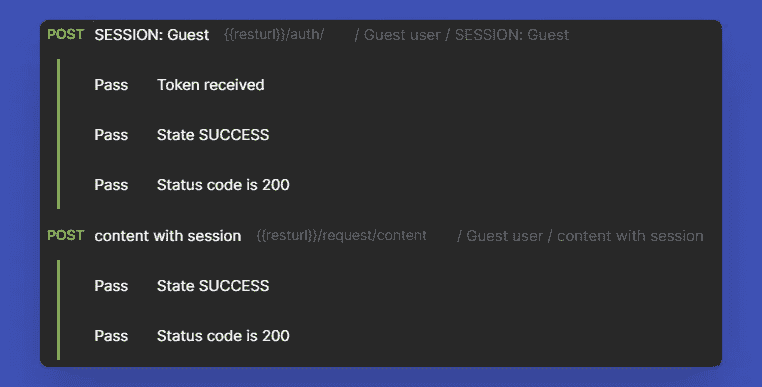 POST SESSION: Guest {{resturl}}/auth/ / Guest user / SESSION: Guest
Pass Token received
Pass State SUCCESS
Pass Status code is 200
POST content with session {{resturl}}/request/content / Guest user / content with session
Pass State SUCCESS
Pass Status code is 200